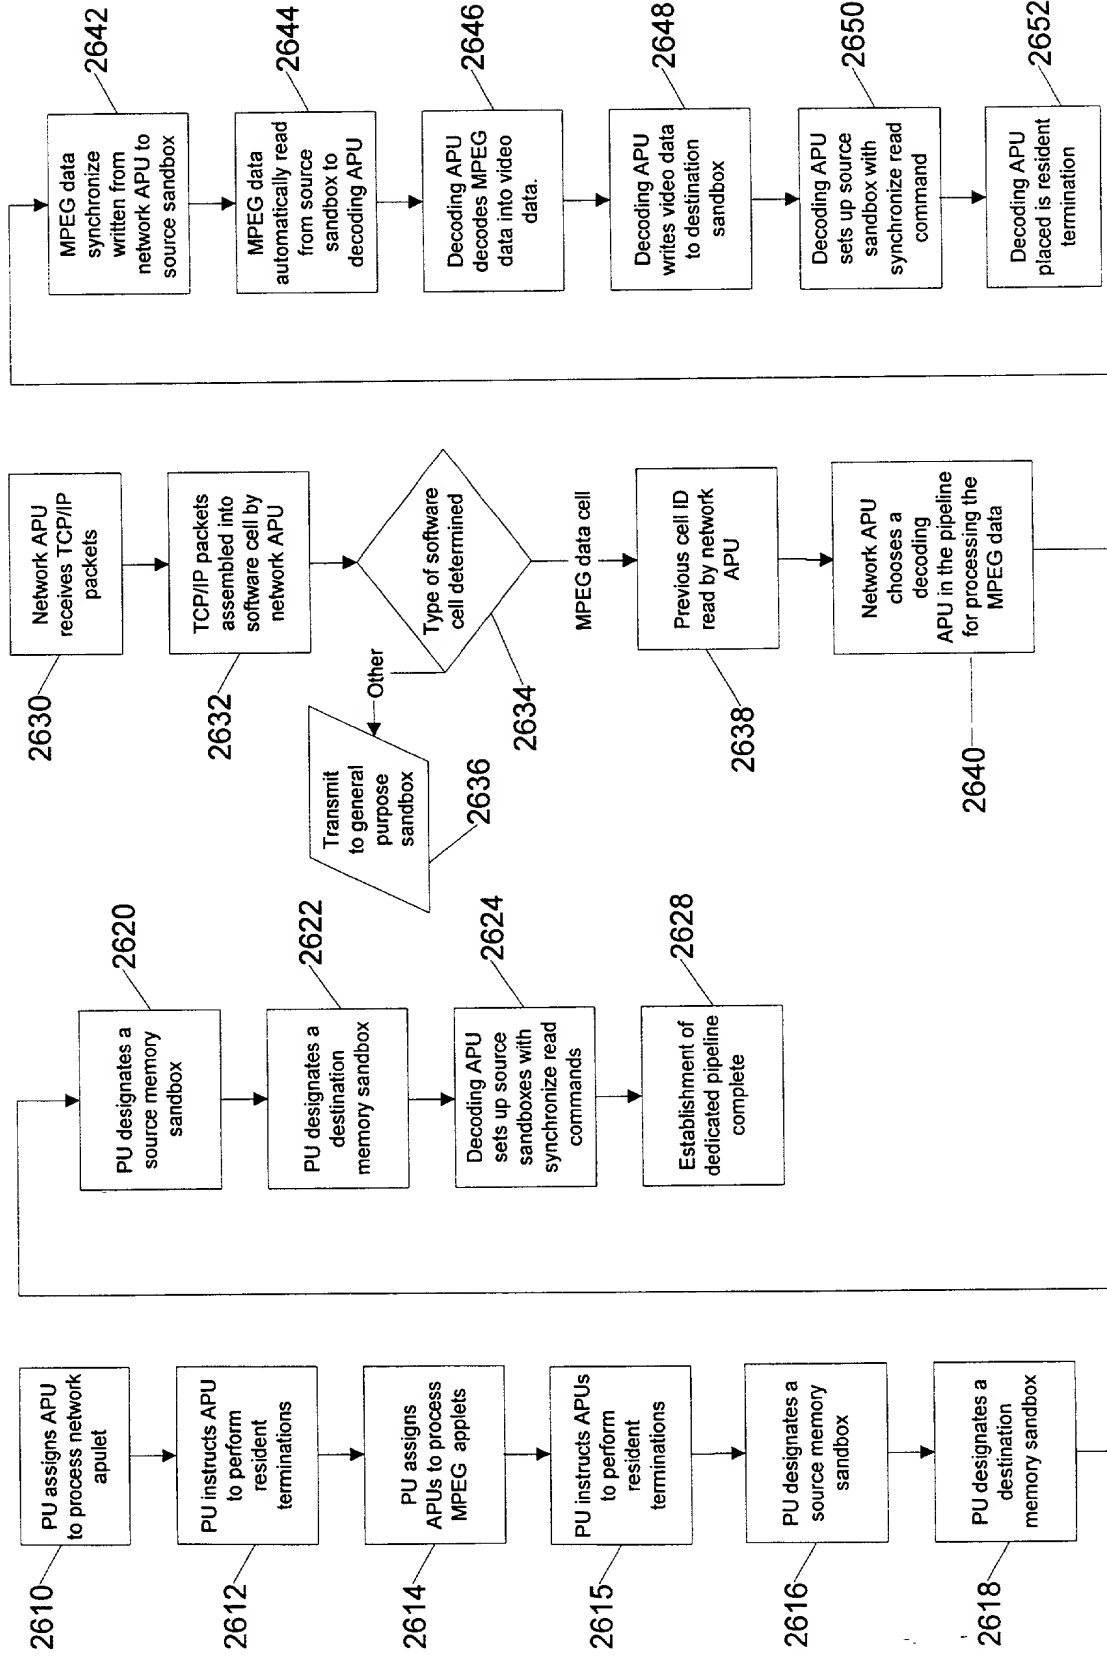 2610
PU assigns APU
to process network
apulet
2612
PU instructs APU
to perform
resident
terminations
2614
PU assigns
APUs to process
MPEG applets
2615
PU instructs APUs
to perform
resident
terminations
2616
PU designates a
source memory
sandbox
2618
PU designates a
destination
memory sandbox
2620
PU designates a
source memory
sandbox
2622
PU designates a
destination
memory sandbox
2624
Decoding APU
sets up source
sandboxes with
synchronize read
commands
2628
Establishment of
dedicated pipeline
complete
2630
Network APU
receives TCP/IP
packets
2632
TCP/IP packets
assembled into
software cell by
network APU
2634
Type of software
cell determined
Other
2636
Transmit
to general
purpose
sandbox
MPEG data cell
2638
Previous cell ID
read by network
APU
2640
Network APU
chooses a
decoding
APU in the pipeline
for processing the
MPEG data
2642
MPEG data
synchronize
written from
network APU to
source sandbox
2644
MPEG data
automatically read
from source
sandbox to
decoding APU
2646
Decoding APU
decodes MPEG
data into video
data.
2648
Decoding APU
writes video data
to destination
sandbox
2650
Decoding APU
sets up source
sandbox with
synchronize read
command
2652
Decoding APU
placed is resident
termination